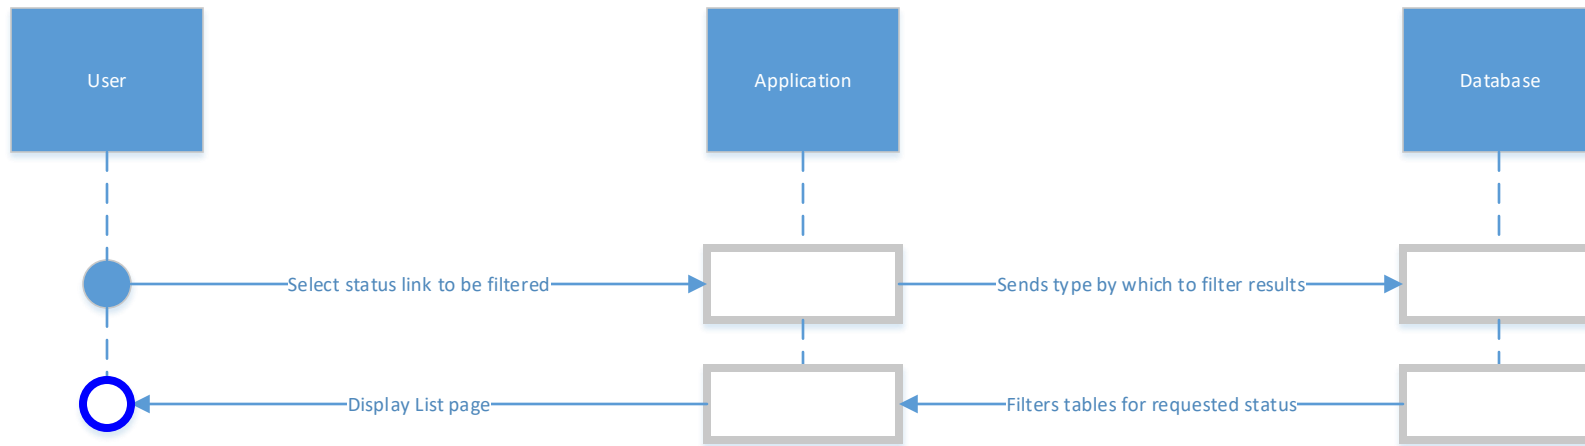 User
Application
Database
Select status link to be filtered
Sends type by which to filter results
Display List page
Filters tables for requested status